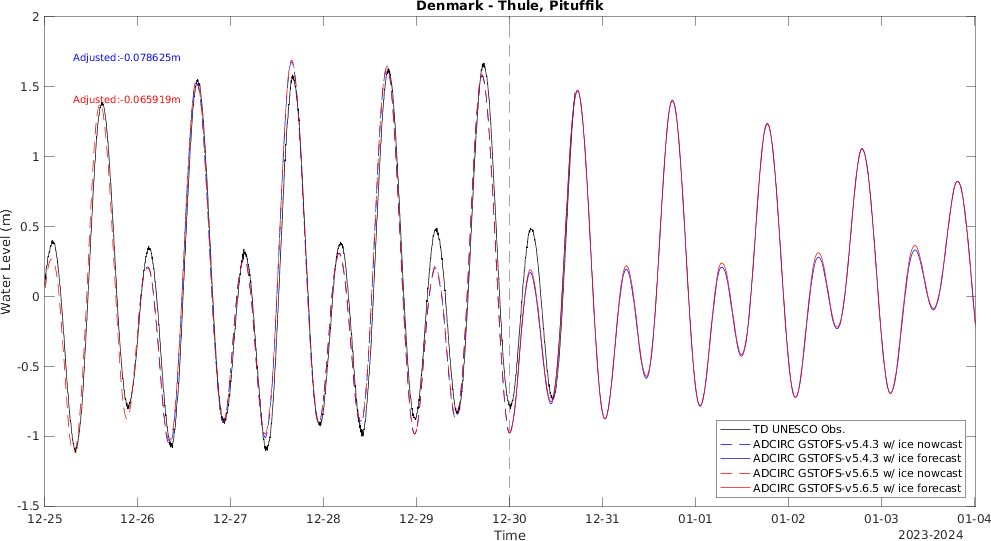 Denmark - Thule, Pituffik
2
1.5
1
0.5
0
-0.5
-1
-1.5
Water Level (m)
Adjusted:-0.078625m
Adjusted:-0.065919m
TD UNESCO Obs.
ADCIRC GSTOFS-v5.4.3 w/ ice nowcast
ADCIRC GSTOFS-v5.4.3 w/ ice forecast
ADCIRC GSTOFS-v5.6.5 w/ ice nowcast
ADCIRC GSTOFS-v5.6.5 w/ ice forecast
12-25 12-26 12-27 12-28 12-29 12-30 12-31 01-01 01-02 01-03 01-04
Time
2023-2024